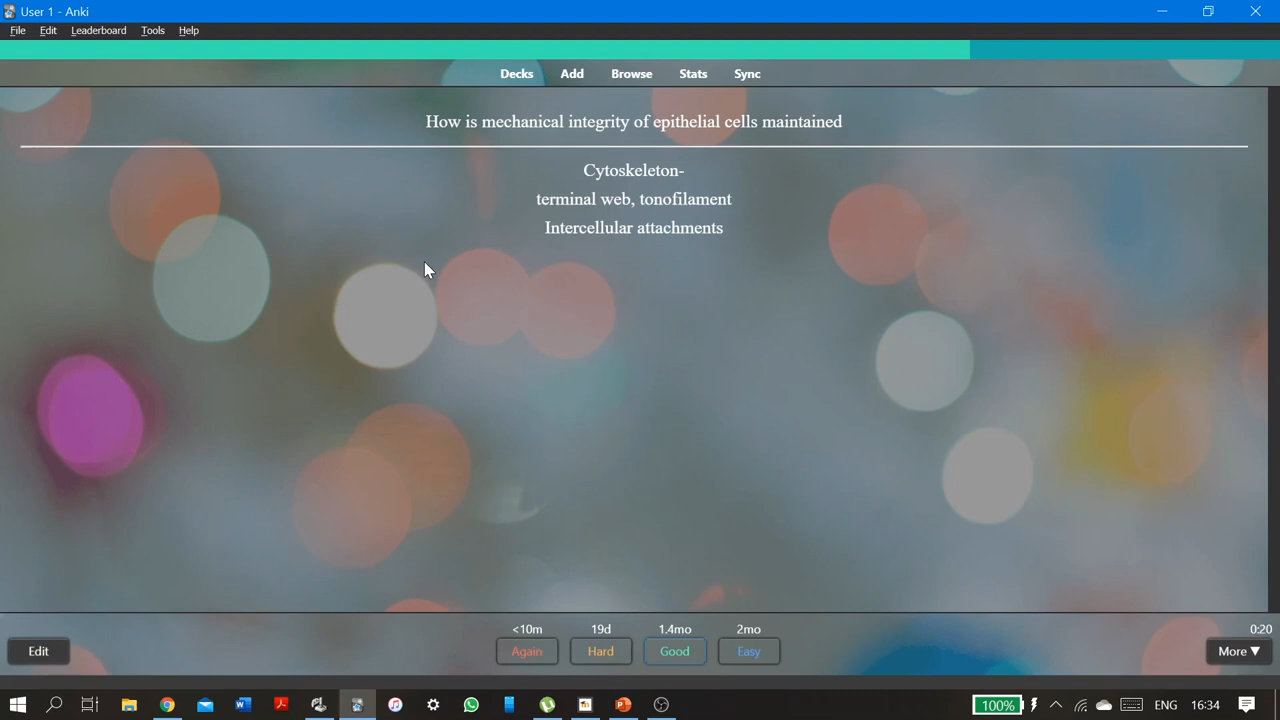 User 1 - Anki
File Edit Leaderboard Tools Help
Decks Add Browse Stats Sync
How is mechanical integrity of epithelial cells maintained
Cytoskeleton-
terminal web, tonofilament
Intercellular attachments
<10m 19d 1.4mo 2mo 0:20
Edit Again Hard Good Easy More ▼
100% ENG 16:34